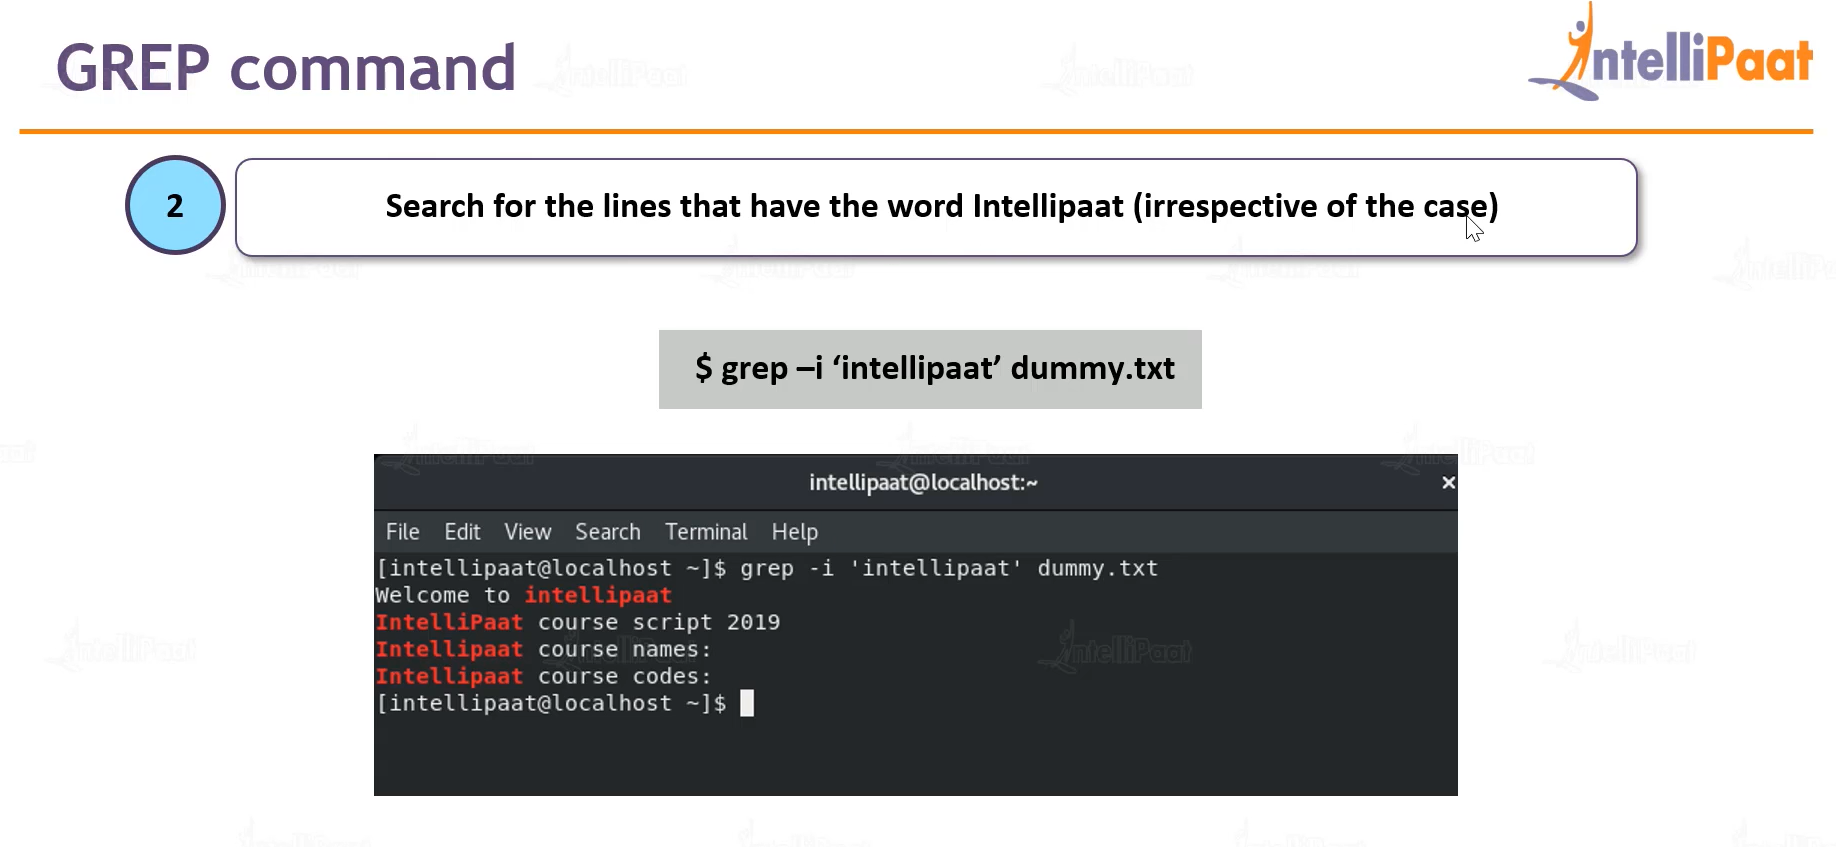 GREP command
IntelliPaat
2
Search for the lines that have the word Intellipaat (irrespective of the case)
$ grep –i ‘intellipaat’ dummy.txt
intellipaat@localhost:~ ×
File Edit View Search Terminal Help
[intellipaat@localhost ~]$ grep -i 'intellipaat' dummy.txt
Welcome to intellipaat
IntelliPaat course script 2019
Intellipaat course names:
Intellipaat course codes:
[intellipaat@localhost ~]$